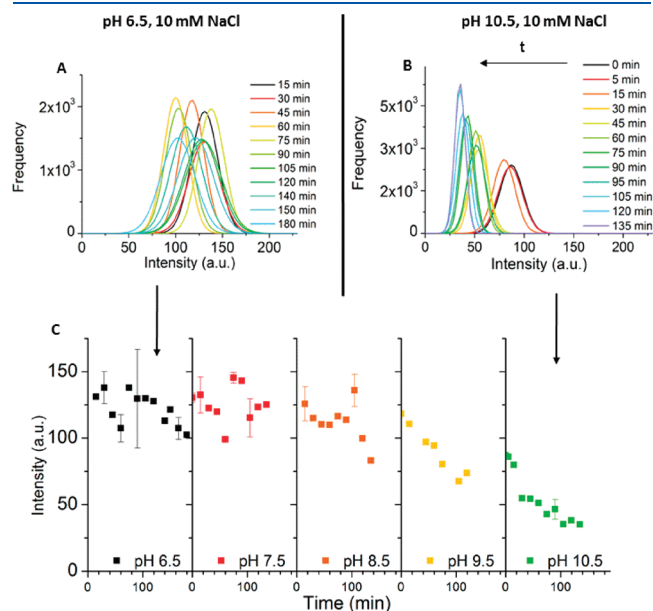 pH 6.5, 10 mM NaCl
pH 10.5, 10 mM NaCl
A
Frequency
2x10³
1x10³
0
0 50 100 150 200
Intensity (a.u.)
15 min
30 min
45 min
60 min
75 min
90 min
105 min
120 min
140 min
150 min
180 min
B
t
Frequency
5x10³
3x10³
2x10³
0
0 50 100 150 200
Intensity (a.u.)
0 min
5 min
15 min
30 min
45 min
60 min
75 min
90 min
95 min
105 min
120 min
135 min
C
Intensity (a.u.)
150
100
50
0
pH 6.5
pH 7.5
pH 8.5
pH 9.5
pH 10.5
0 100 0 100 0 100 0 100 0 100
Time (min)